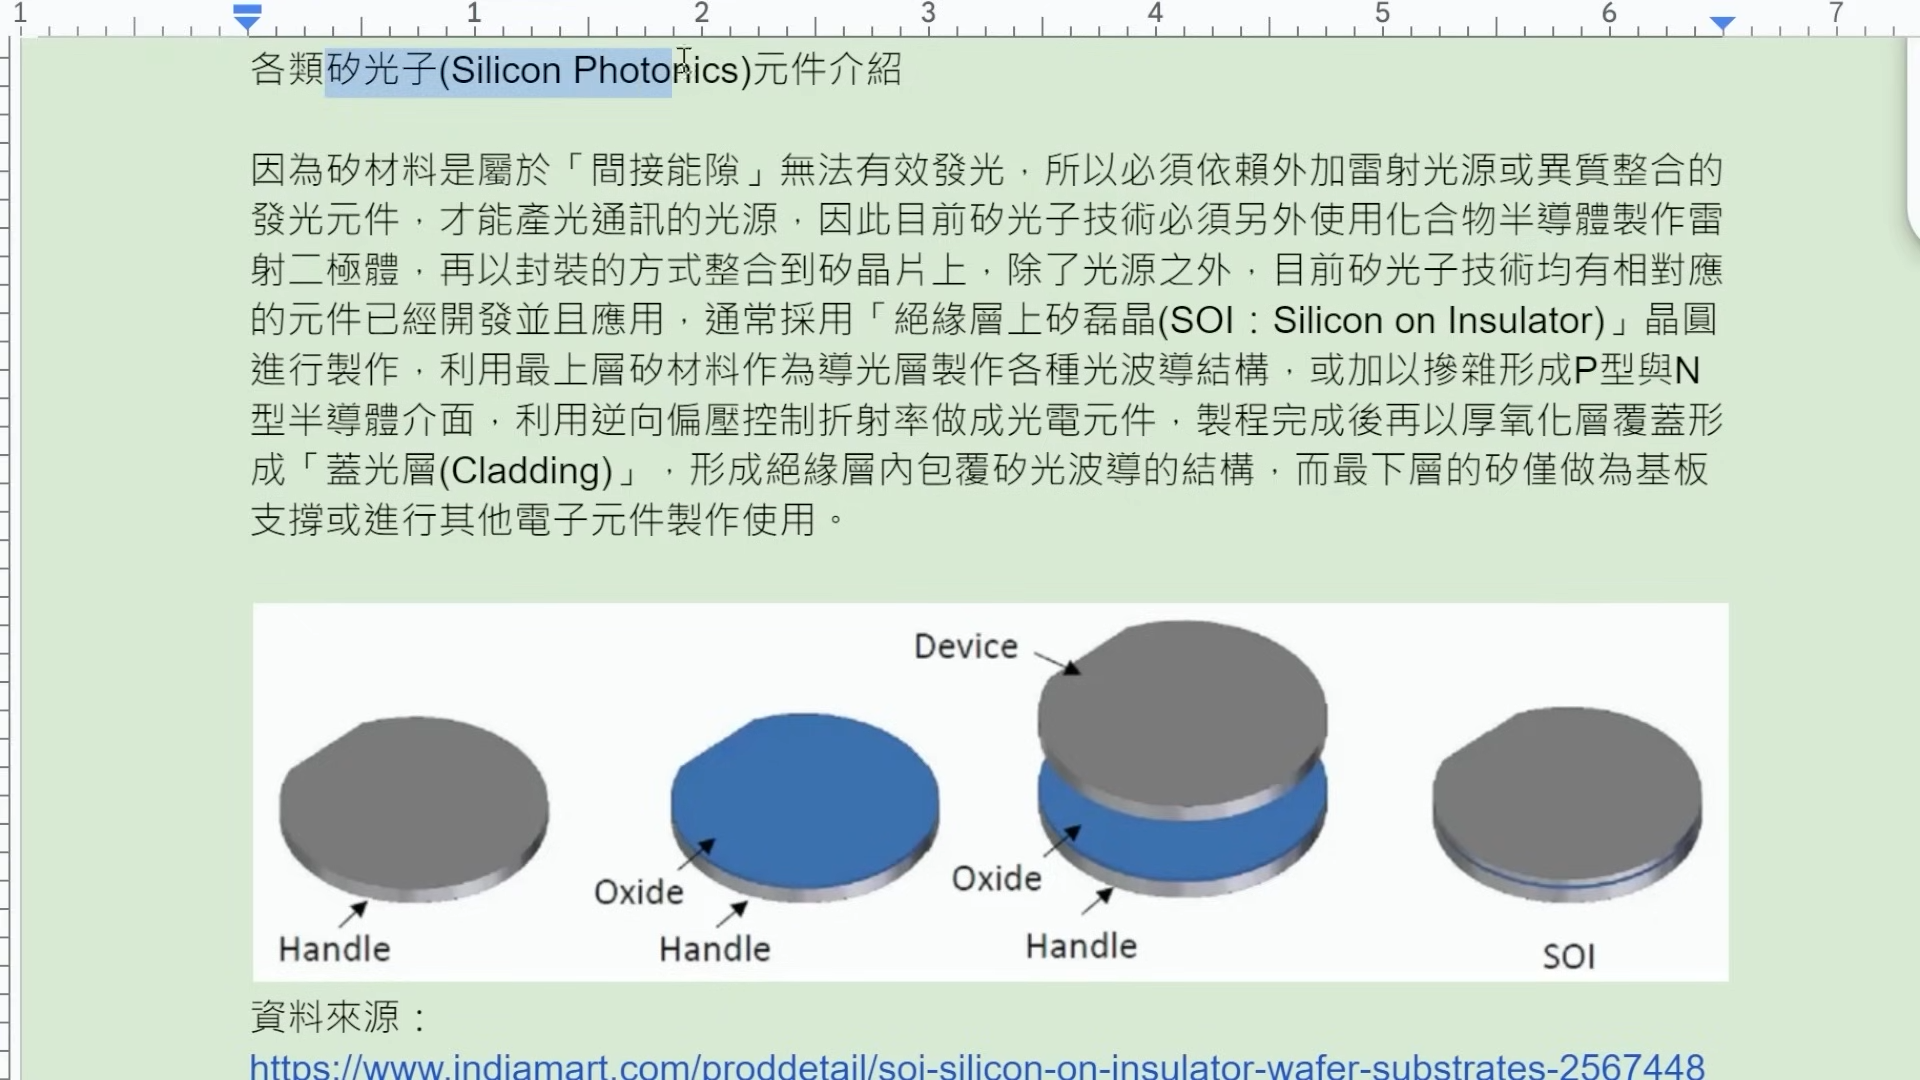 1 1 2 3 4 5 6 7
各類矽光子(Silicon Photonics)元件介紹
因為矽材料是屬於「間接能隙」無法有效發光，所以必須依賴外加雷射光源或異質整合的
發光元件，才能產光通訊的光源，因此目前矽光子技術必須另外使用化合物半導體製作雷
射二極體，再以封裝的方式整合到矽晶片上，除了光源之外，目前矽光子技術均有相對應
的元件已經開發並且應用，通常採用「絕緣層上矽磊晶(SOI：Silicon on Insulator)」晶圓
進行製作，利用最上層矽材料作為導光層製作各種光波導結構，或加以摻雜形成P型與N
型半導體介面，利用逆向偏壓控制折射率做成光電元件，製程完成後再以厚氧化層覆蓋形
成「蓋光層(Cladding)」，形成絕緣層內包覆矽光波導的結構，而最下層的矽僅做為基板
支撐或進行其他電子元件製作使用。
Device
Oxide
Oxide
Handle
Handle
Handle
SOI
資料來源：
https://www.indiamart.com/proddetail/soi-silicon-on-insulator-wafer-substrates-2567448